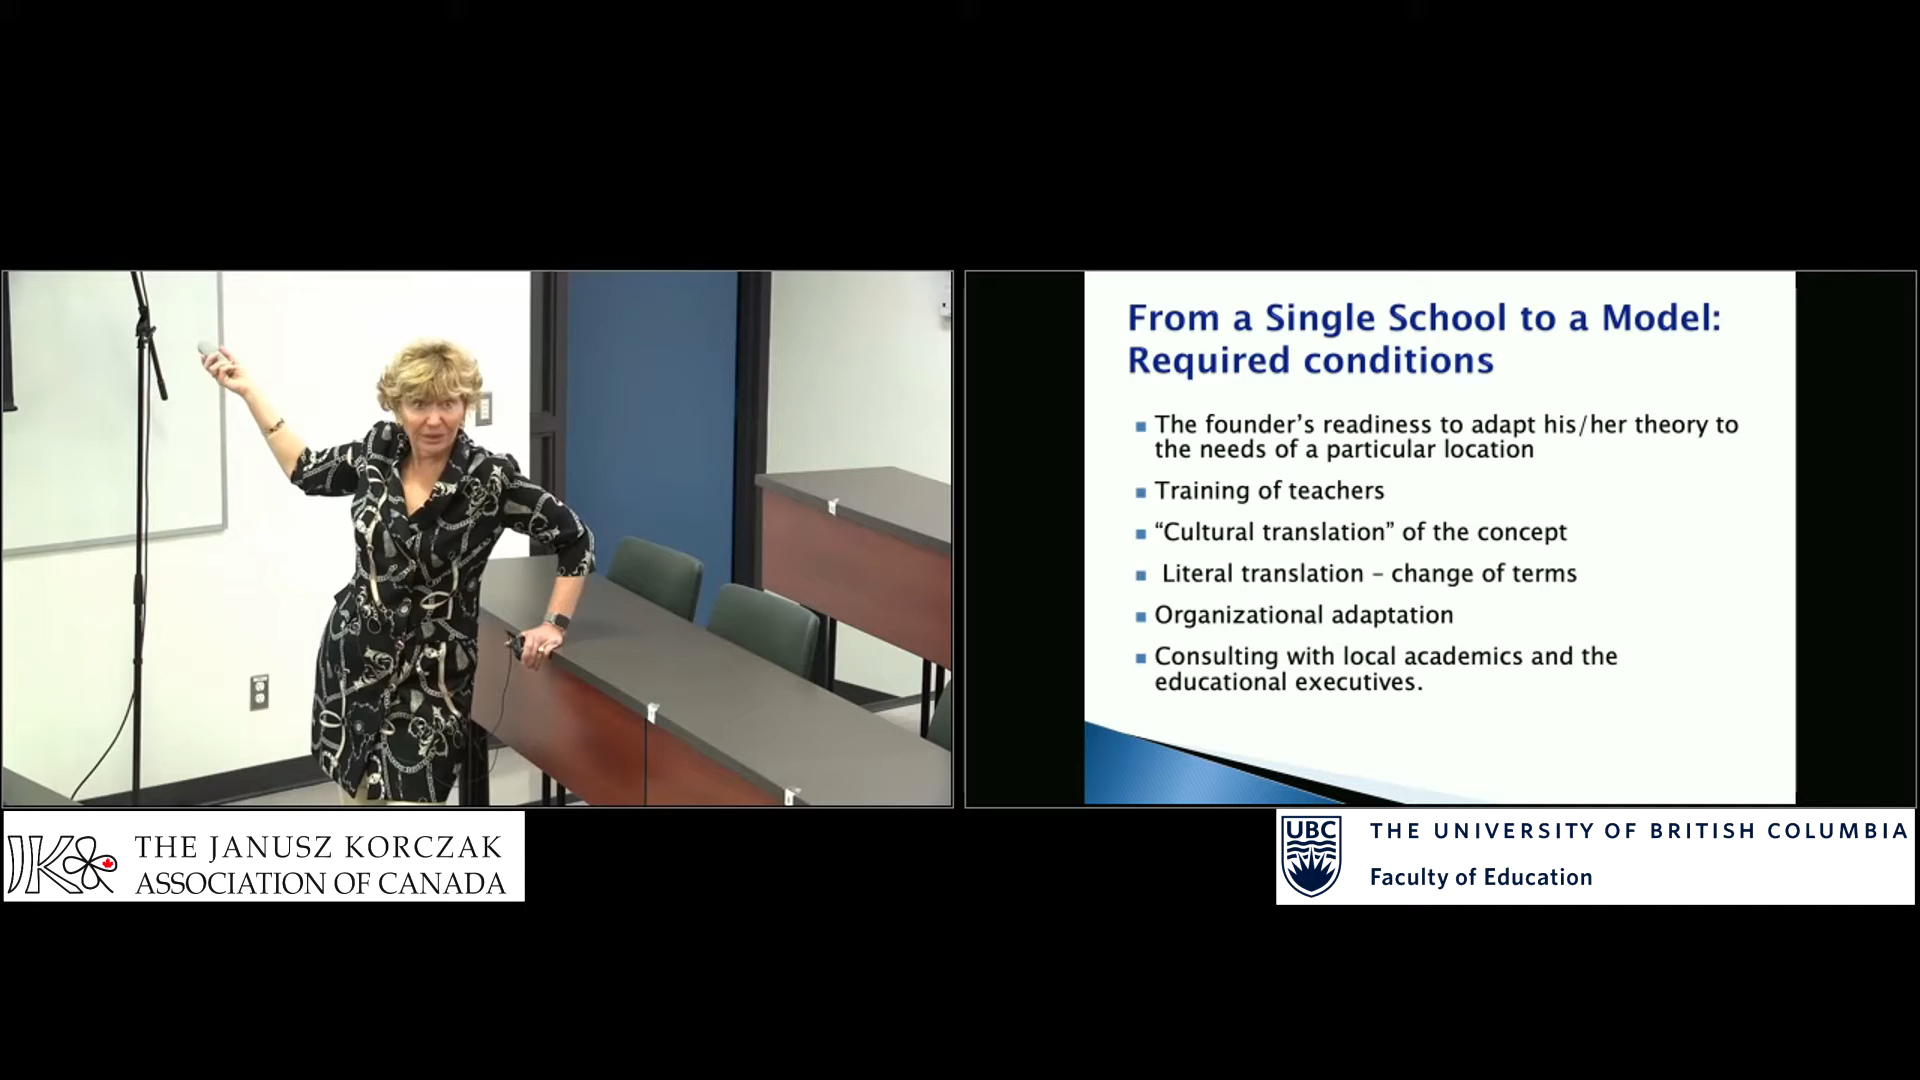 From a Single School to a Model:
Required conditions
The founder’s readiness to adapt his/her theory to
the needs of a particular location
Training of teachers
“Cultural translation” of the concept
Literal translation – change of terms
Organizational adaptation
Consulting with local academics and the
educational executives.
JK
THE JANUSZ KORCZAK
ASSOCIATION OF CANADA
UBC
THE UNIVERSITY OF BRITISH COLUMBIA
Faculty of Education